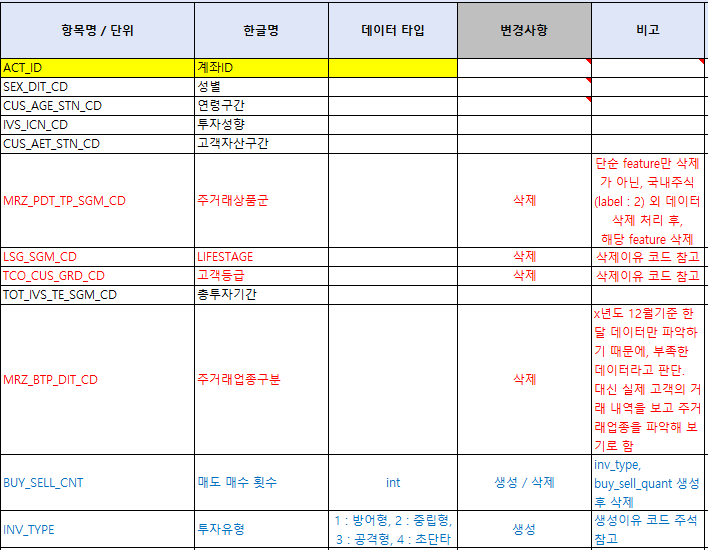 항목명 / 단위 한글명 데이터 타입 변경사항 비고
ACT_ID 계좌ID
SEX_DIT_CD 성별
CUS_AGE_STN_CD 연령구간
IVS_ICN_CD 투자성향
CUS_AET_STN_CD 고객자산구간
MRZ_PDT_TP_SGM_CD 주거래상품군 삭제
단순 feature만 삭제
가 아닌, 국내주식
(label : 2) 외 데이터
삭제 처리 후,
해당 feature 삭제
LSG_SGM_CD LIFESTAGE 삭제 삭제이유 코드 참고
TCO_CUS_GRD_CD 고객등급 삭제 삭제이유 코드 참고
TOT_IVS_TE_SGM_CD 총투자기간
MRZ_BTP_DIT_CD 주거래업종구분 삭제
x년도 12월기준 한
달 데이터만 파악하
기 때문에, 부족한
데이터라고 판단.
대신 실제 고객의 거
래 내역을 보고 주거
래업종을 파악해 보
기로 함
BUY_SELL_CNT 매도 매수 횟수 int 생성 / 삭제
inv_type,
buy_sell_quant 생성
후 삭제
INV_TYPE 투자유형
1 : 방어형, 2 : 중립형,
3 : 공격형, 4 : 초단타
생성
생성이유 코드 주석
참고